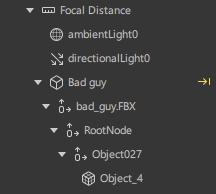 Focal Distance
ambientLight0
directionalLight0
Bad guy
bad_guy.FBX
RootNode
Object027
Object_4